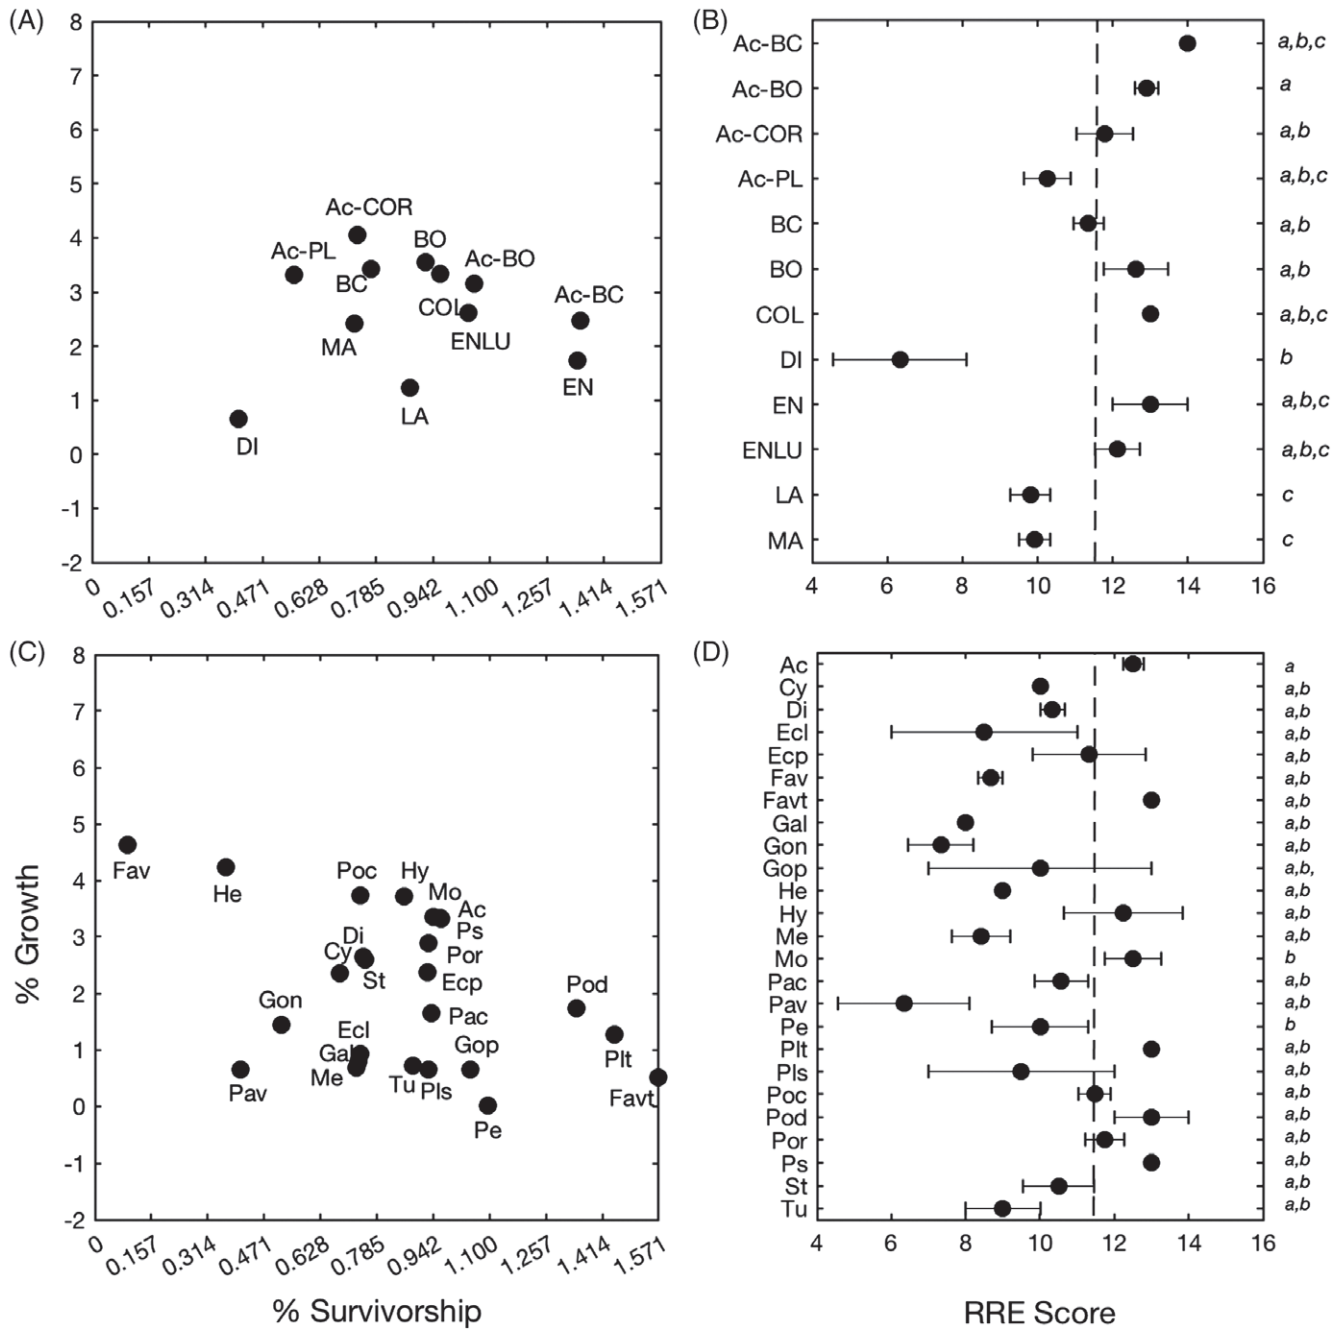 (A)
8
7
6
5
4
3
2
1
0
-1
-2
Ac-COR
Ac-PL
BO
Ac-BO
BC
Ac-BC
COL
MA
ENLU
EN
LA
DI
0 0.157 0.314 0.471 0.628 0.785 0.942 1.100 1.257 1.414 1.571
(B)
Ac-BC a,b,c
Ac-BO a
Ac-COR a,b
Ac-PL a,b,c
BC a,b
BO a,b
COL a,b,c
DI b
EN a,b,c
ENLU a,b,c
LA c
MA c
4 6 8 10 12 14 16
(C)
8
7
6
5
4
3
2
1
0
-1
-2
% Growth
Fav
He
Poc
Hy
Mo
Ac
Ps
Di
Cy
Por
St
Ecp
Gon
Pod
Ecl
Pac
Gal
Gop
Plt
Me
Pav
Tu
Pls
Favt
Pe
0 0.157 0.314 0.471 0.628 0.785 0.942 1.100 1.257 1.414 1.571
% Survivorship
(D)
Ac a
Cy a,b
Di a,b
Ecl a,b
Ecp a,b
Fav a,b
Favt a,b
Gal a,b
Gon a,b
Gop a,b,
He a,b
Hy a,b
Me a,b
Mo b
Pac a,b
Pav a,b
Pe b
Plt a,b
Pls a,b
Poc a,b
Pod a,b
Por a,b
Ps a,b
St a,b
Tu a,b
4 6 8 10 12 14 16
RRE Score